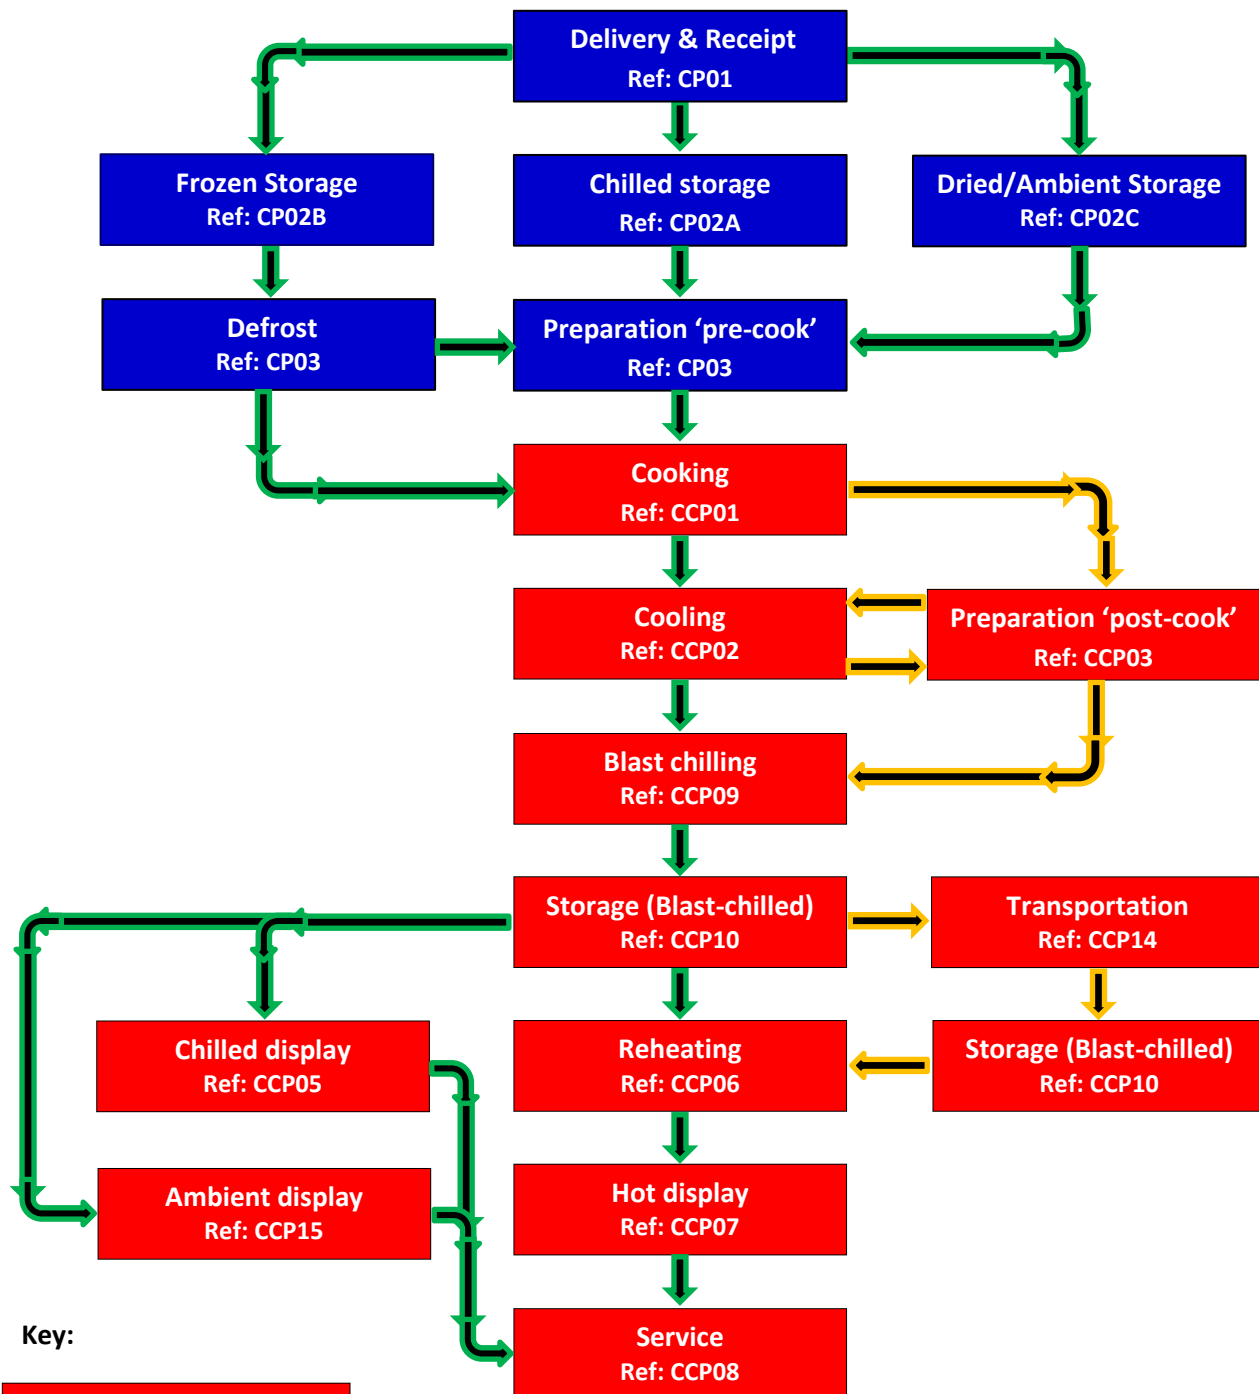 Delivery & Receipt
Ref: CP01
Frozen Storage
Ref: CP02B
Chilled storage
Ref: CP02A
Dried/Ambient Storage
Ref: CP02C
Defrost
Ref: CP03
Preparation ‘pre-cook’
Ref: CP03
Cooking
Ref: CCP01
Cooling
Ref: CCP02
Preparation ‘post-cook’
Ref: CCP03
Blast chilling
Ref: CCP09
Storage (Blast-chilled)
Ref: CCP10
Transportation
Ref: CCP14
Chilled display
Ref: CCP05
Reheating
Ref: CCP06
Storage (Blast-chilled)
Ref: CCP10
Ambient display
Ref: CCP15
Hot display
Ref: CCP07
Key:
Service
Ref: CCP08